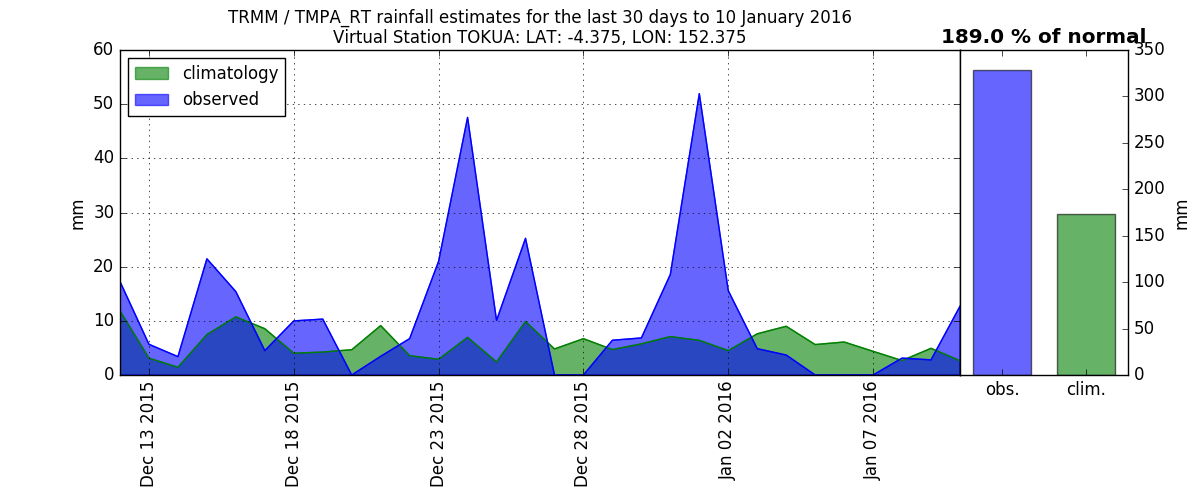 TRMM / TMPA_RT rainfall estimates for the last 30 days to 10 January 2016
Virtual Station TOKUA: LAT: -4.375, LON: 152.375
189.0 % of normal
climatology
observed
60
50
40
30
20
10
0
mm
Dec 13 2015
Dec 18 2015
Dec 23 2015
Dec 28 2015
Jan 02 2016
Jan 07 2016
obs.
clim.
350
300
250
200
150
100
50
0
mm